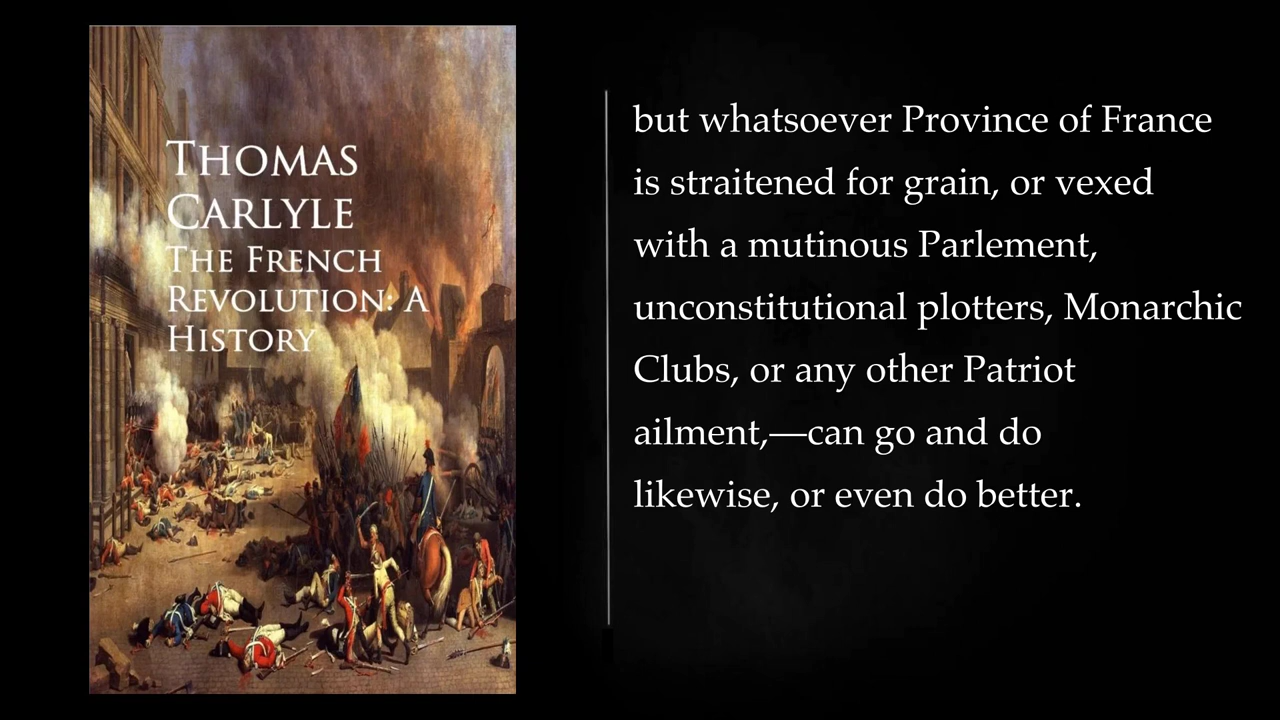 THOMAS
CARLYLE
THE FRENCH
REVOLUTION: A
HISTORY
but whatsoever Province of France
is straitened for grain, or vexed
with a mutinous Parlement,
unconstitutional plotters, Monarchic
Clubs, or any other Patriot
ailment,—can go and do
likewise, or even do better.